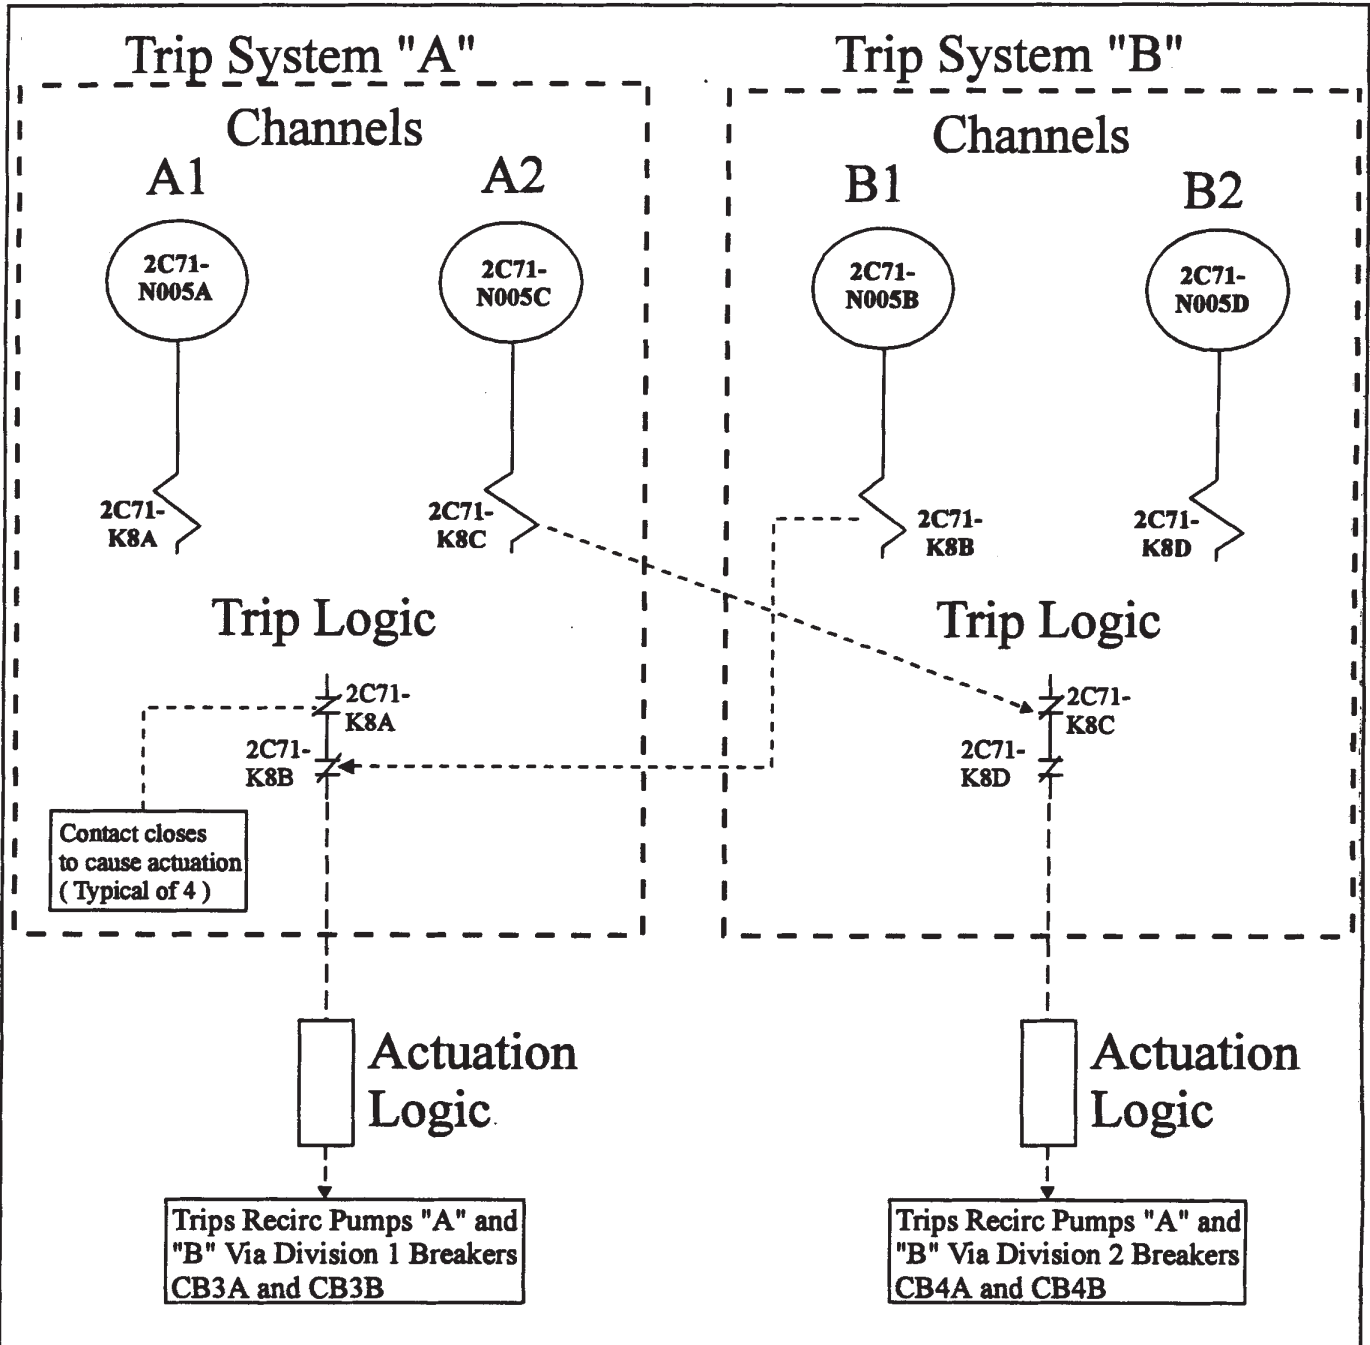 Trip System "A"
Channels
A1
A2
2C71-
N005A
2C71-
N005C
2C71-
K8A
2C71-
K8C
Trip Logic
2C71-
K8A
2C71-
K8B
Contact closes
to cause actuation
( Typical of 4 )
Actuation
Logic
Trips Recirc Pumps "A" and
"B" Via Division 1 Breakers
CB3A and CB3B
Trip System "B"
Channels
B1
B2
2C71-
N005B
2C71-
N005D
2C71-
K8B
2C71-
K8D
Trip Logic
2C71-
K8C
2C71-
K8D
Actuation
Logic
Trips Recirc Pumps "A" and
"B" Via Division 2 Breakers
CB4A and CB4B